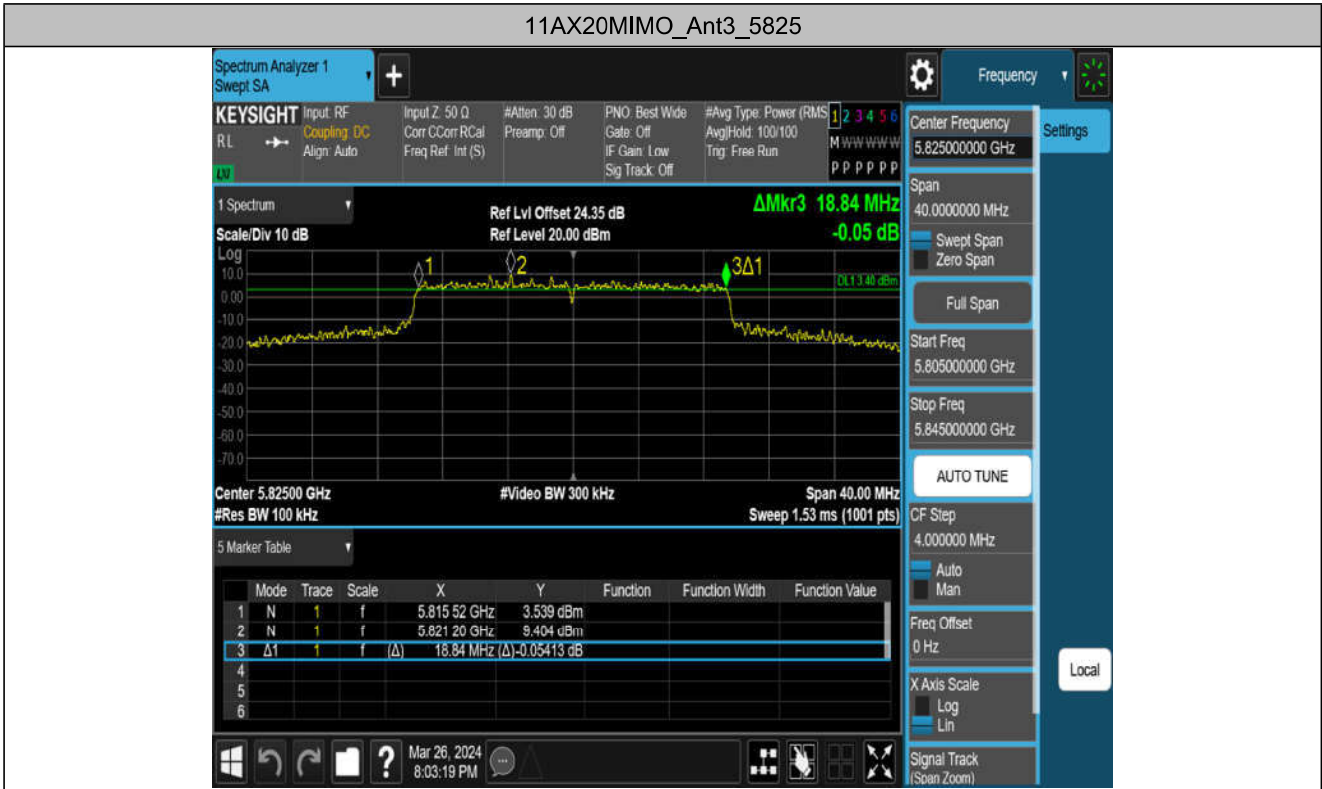 11AX20MIMO_Ant3_5825
Spectrum Analyzer 1
Swept SA
+
Frequency
KEYSIGHT
RL
LXI
Input: RF
Coupling: DC
Align: Auto
Input Z: 50 Ω
Corr CCorr RCal
Freq Ref: Int (S)
#Atten: 30 dB
Preamp: Off
PNO: Best Wide
Gate: Off
IF Gain: Low
Sig Track: Off
#Avg Type: Power (RMS
Avg|Hold: 100/100
Trig: Free Run
1 2 3 4 5 6
M W W W W W
P P P P P P
1 Spectrum
Scale/Div 10 dB
Ref Lvl Offset 24.35 dB
Ref Level 20.00 dBm
ΔMkr3 18.84 MHz
-0.05 dB
Log
10.0
0.00
-10.0
-20.0
-30.0
-40.0
-50.0
-60.0
-70.0
1
2
3Δ1
DL1 3.40 dBm
Center 5.82500 GHz
#Res BW 100 kHz
#Video BW 300 kHz
Span 40.00 MHz
Sweep 1.53 ms (1001 pts)
5 Marker Table
Mode Trace Scale X Y Function Function Width Function Value
1 N 1 f 5.815 52 GHz 3.539 dBm
2 N 1 f 5.821 20 GHz 9.404 dBm
3 Δ1 1 f (Δ) 18.84 MHz (Δ) -0.05413 dB
4
5
6
Mar 26, 2024
8:03:19 PM
?
Center Frequency
5.825000000 GHz
Settings
Span
40.0000000 MHz
Swept Span
Zero Span
Full Span
Start Freq
5.805000000 GHz
Stop Freq
5.845000000 GHz
AUTO TUNE
CF Step
4.000000 MHz
Auto
Man
Freq Offset
0 Hz
Local
X Axis Scale
Log
Lin
Signal Track
(Span Zoom)